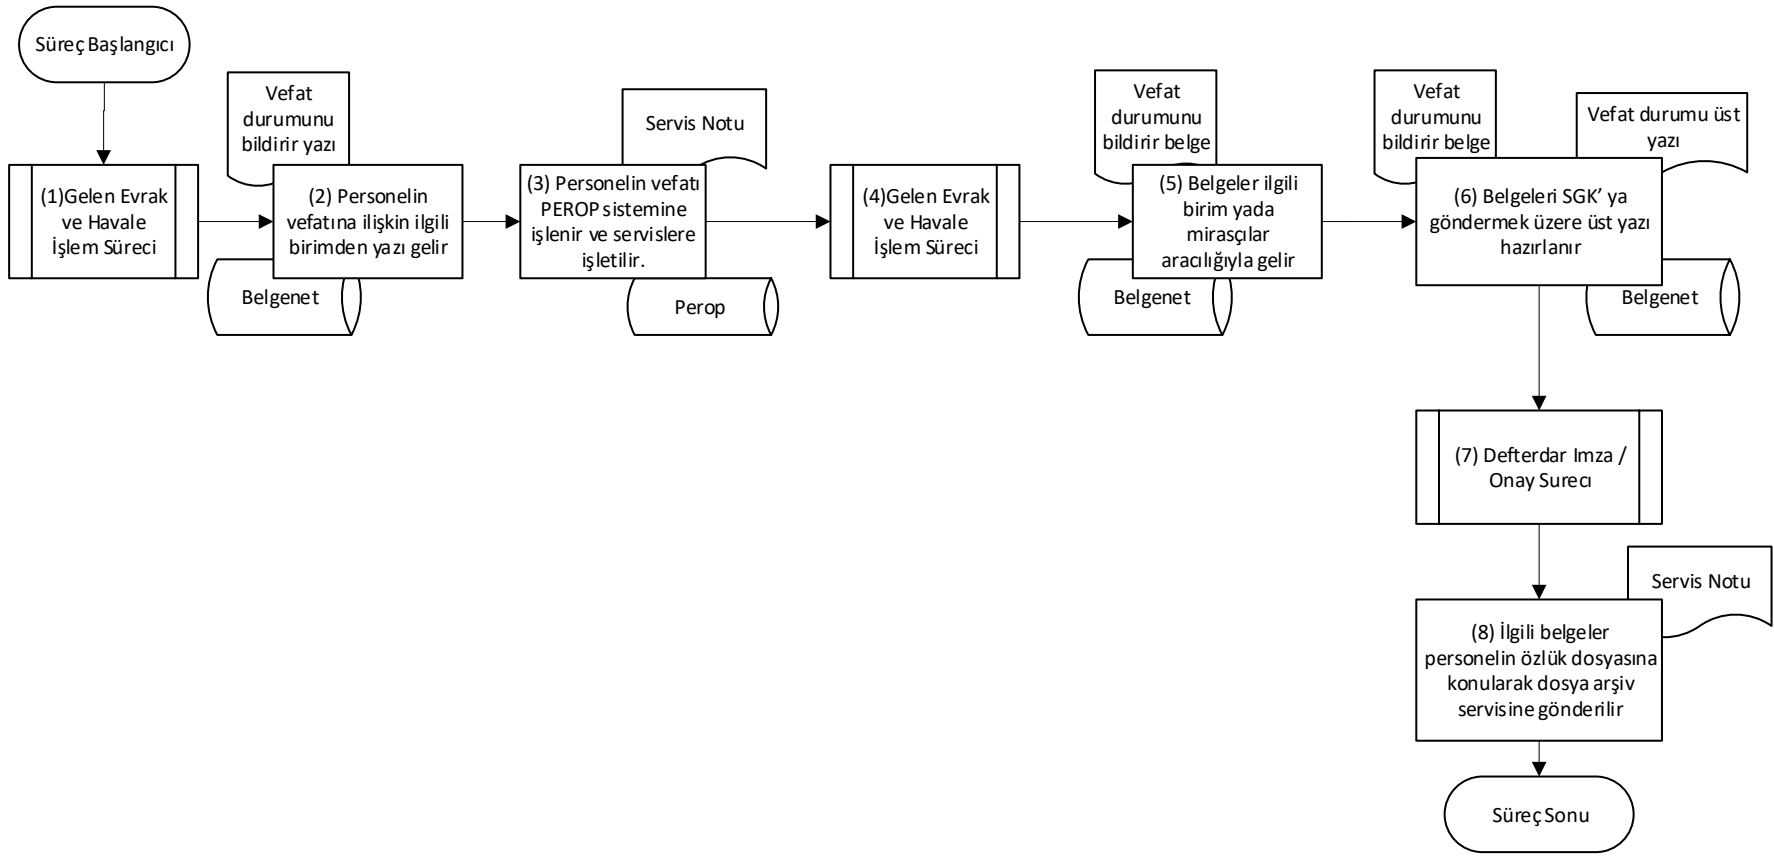 Süreç Başlangıcı
(1)Gelen Evrak
ve Havale
İşlem Süreci
Vefat
durumunu
bildirir yazı
(2) Personelin
vefatına ilişkin ilgili
birimden yazı gelir
Belgenet
Servis Notu
(3) Personelin vefatı
PEROP sistemine
işlenir ve servislere
işletilir.
Perop
(4)Gelen Evrak
ve Havale
İşlem Süreci
Vefat
durumunu
bildirir belge
(5) Belgeler ilgili
birim yada
mirasçılar
aracılığıyla gelir
Belgenet
Vefat
durumunu
bildirir belge
Vefat durumu üst
yazı
(6) Belgeleri SGK’ ya
göndermek üzere üst yazı
hazırlanır
Belgenet
(7) Defterdar Imza /
Onay Surecı
Servis Notu
(8) İlgili belgeler
personelin özlük dosyasına
konularak dosya arşiv
servisine gönderilir
Süreç Sonu